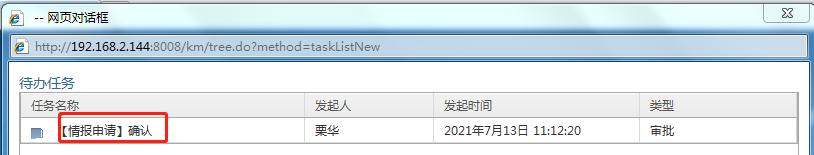 -- 网页对话框
http://192.168.2.144:8008/km/tree.do?method=taskListNew
待办任务
任务名称 发起人 发起时间 类型
【情报申请】确认 栗华 2021年7月13日 11:12:20 审批